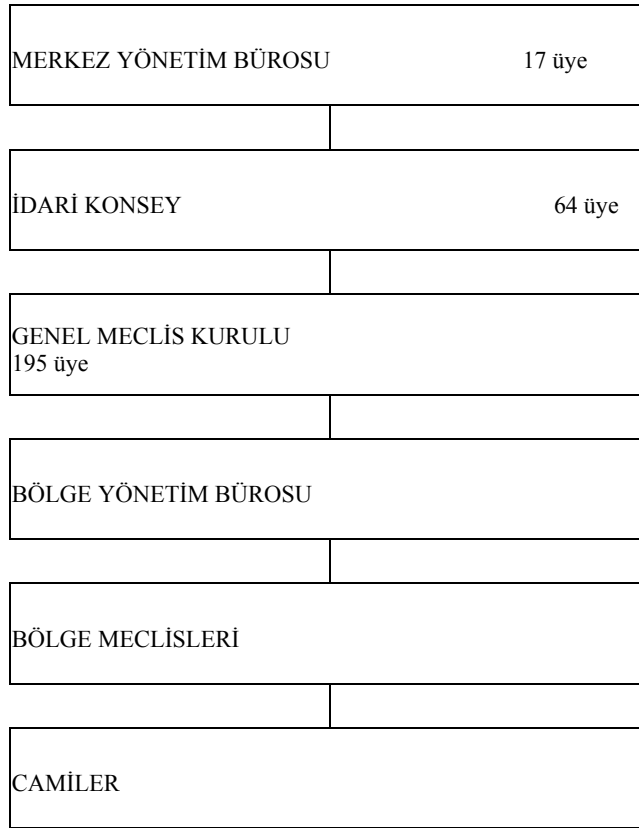 MERKEZ YÖNETİM BÜROSU 17 üye
İDARİ KONSEY 64 üye
GENEL MECLİS KURULU
195 üye
BÖLGE YÖNETİM BÜROSU
BÖLGE MECLİSLERİ
CAMİLER